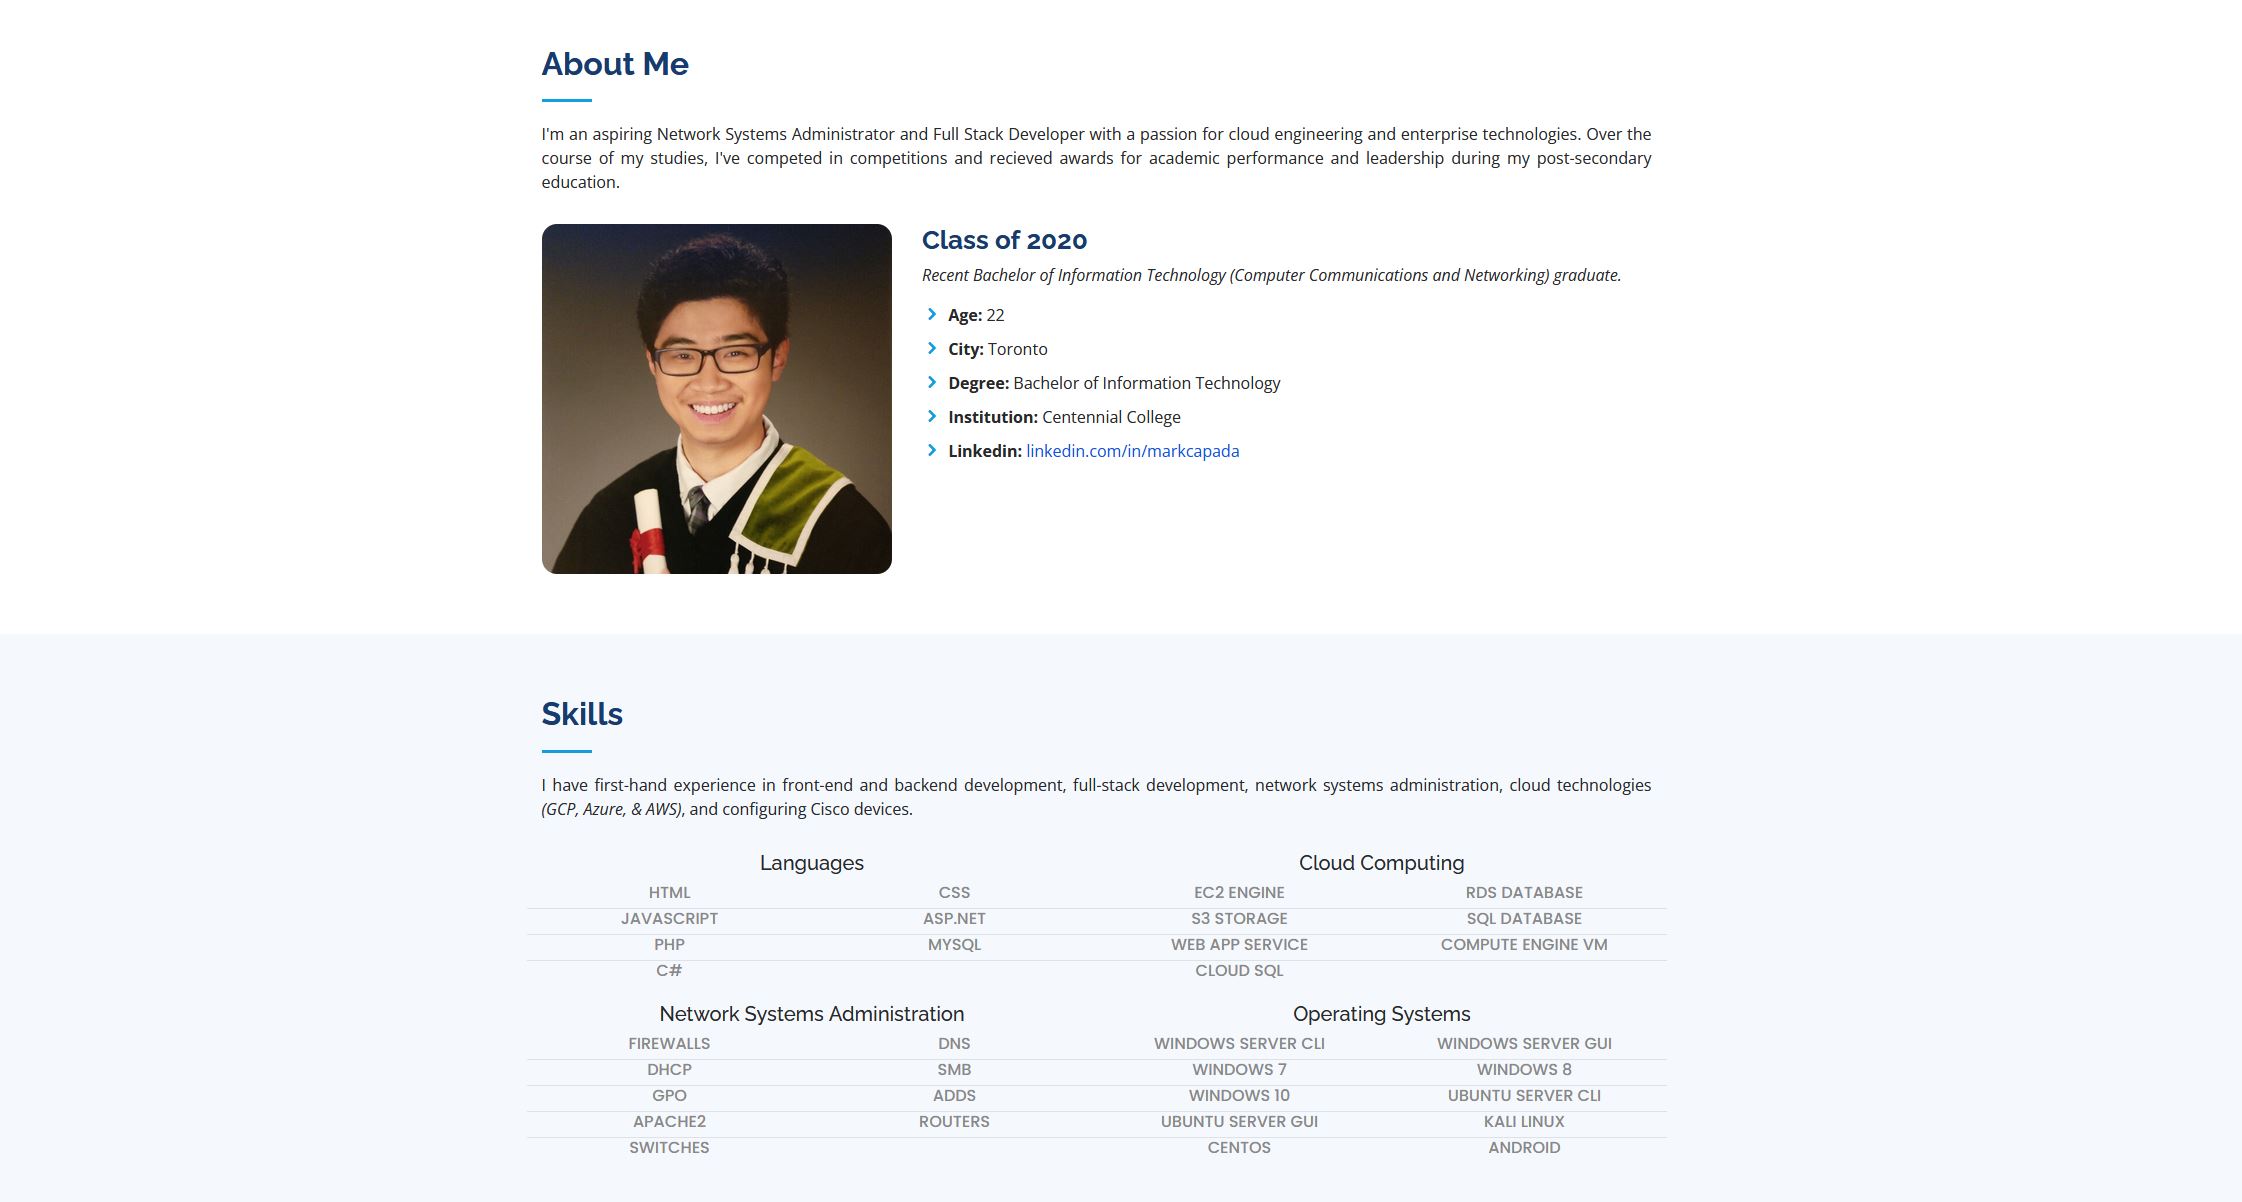 About Me
I'm an aspiring Network Systems Administrator and Full Stack Developer with a passion for cloud engineering and enterprise technologies. Over the
course of my studies, I've competed in competitions and recieved awards for academic performance and leadership during my post-secondary
education.
Class of 2020
Recent Bachelor of Information Technology (Computer Communications and Networking) graduate.
Age: 22
City: Toronto
Degree: Bachelor of Information Technology
Institution: Centennial College
Linkedin: linkedin.com/in/markcapada
Skills
I have first-hand experience in front-end and backend development, full-stack development, network systems administration, cloud technologies
(GCP, Azure, & AWS), and configuring Cisco devices.
Languages
HTML CSS
JAVASCRIPT ASP.NET
PHP MYSQL
C#
Cloud Computing
EC2 ENGINE RDS DATABASE
S3 STORAGE SQL DATABASE
WEB APP SERVICE COMPUTE ENGINE VM
CLOUD SQL
Network Systems Administration
FIREWALLS DNS
DHCP SMB
GPO ADDS
APACHE2 ROUTERS
SWITCHES
Operating Systems
WINDOWS SERVER CLI WINDOWS SERVER GUI
WINDOWS 7 WINDOWS 8
WINDOWS 10 UBUNTU SERVER CLI
UBUNTU SERVER GUI KALI LINUX
CENTOS ANDROID